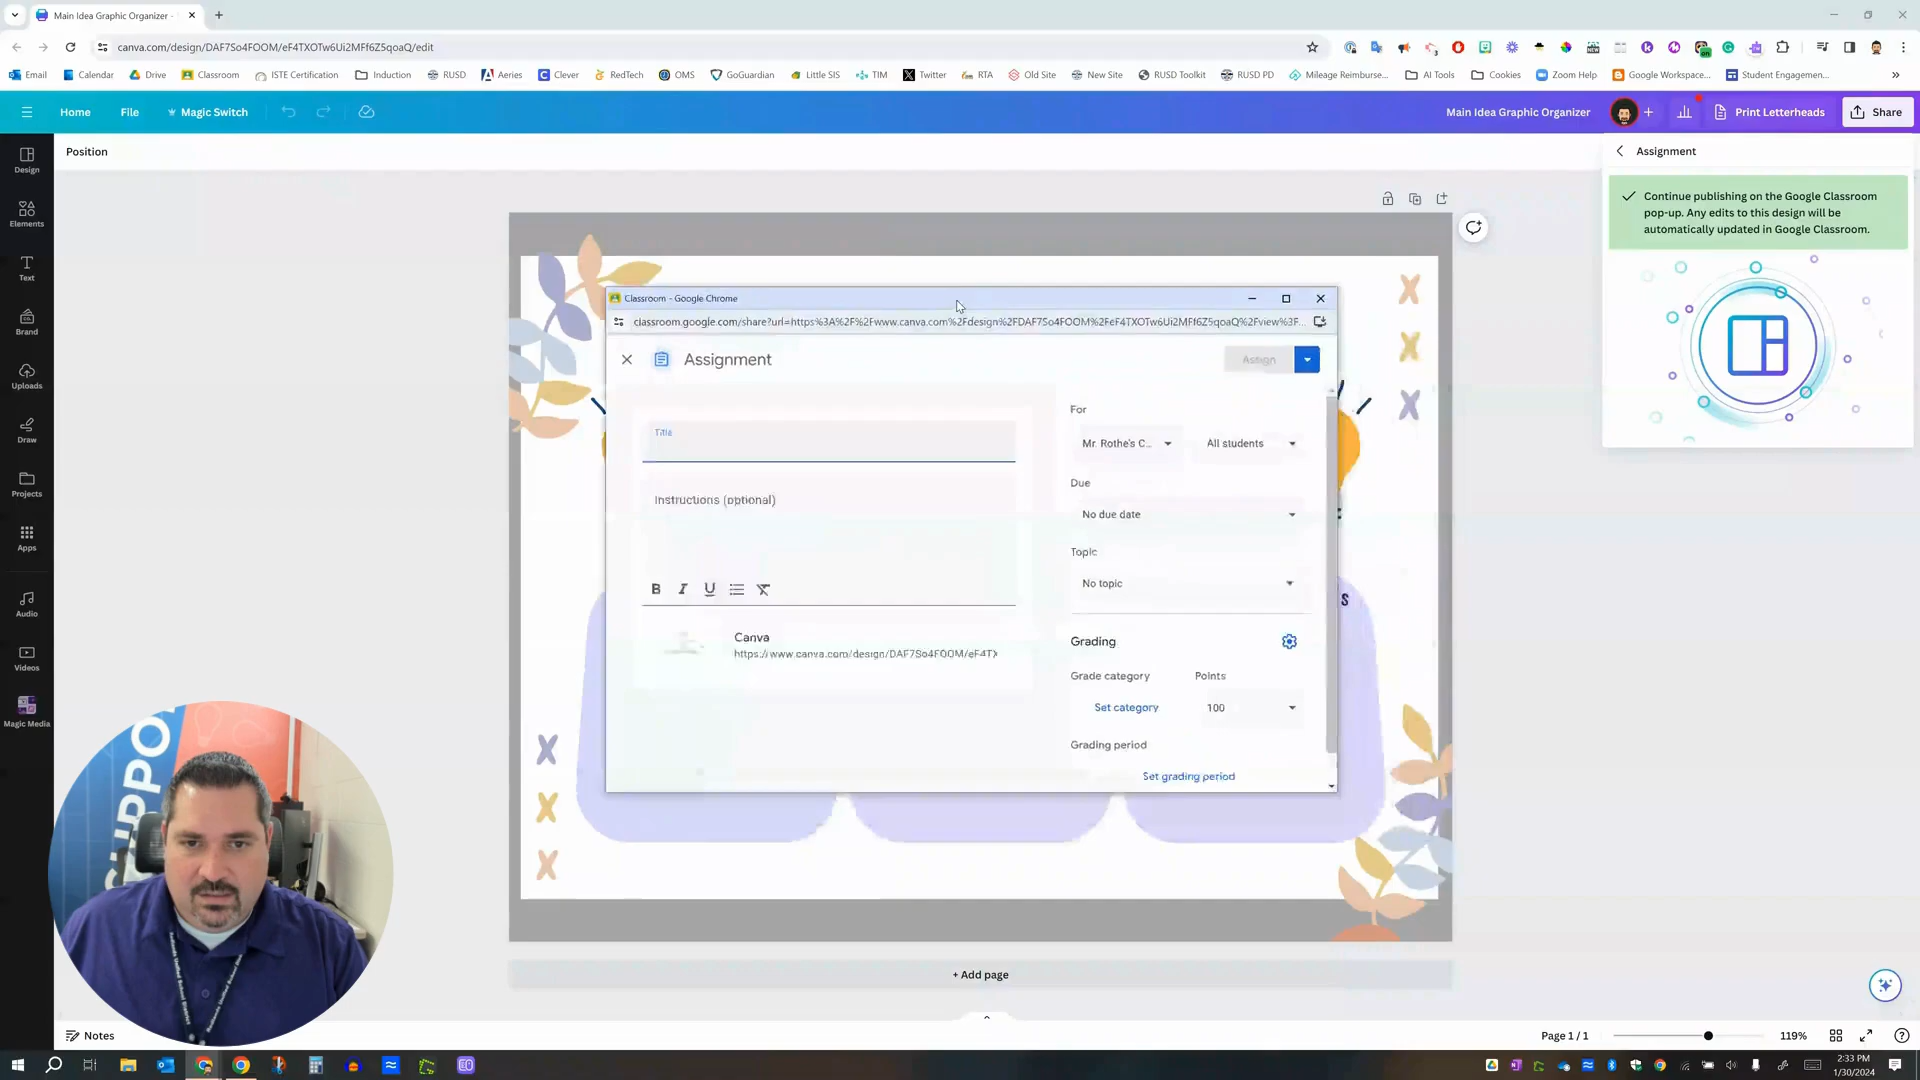 Main Idea Graphic Organizer -
canva.com/design/DAF7So4FOOM/eF4TXOTw6Ui2MFf6Z5qoaQ/edit
Email Calendar Drive Classroom ISTE Certification Induction RUSD Aeries Clever RedTech OMS GoGuardian Little SIS TIM Twitter RTA Old Site New Site RUSD Toolkit RUSD PD Mileage Reimburse... AI Tools Cookies Zoom Help Google Workspace... Student Engagemen...
Home File Magic Switch Main Idea Graphic Organizer Print Letterheads Share
Position
Assignment
Continue publishing on the Google Classroom
pop-up. Any edits to this design will be
automatically updated in Google Classroom.
Design
Elements
Text
Brand
Uploads
Draw
Projects
Apps
Audio
Videos
Magic Media
Classroom - Google Chrome
classroom.google.com/share?url=https%3A%2F%2Fwww.canva.com%2Fdesign%2FDAF7So4FOOM%2FeF4TXOTw6Ui2MFf6Z5qoaQ%2Fview%3F...
Assignment Assign
Title
Instructions (optional)
B I U
Canva
https://www.canva.com/design/DAF7So4FOOM/eF4TX
For
Mr. Rothe's C... All students
Due
No due date
Topic
No topic
Grading
Grade category Points
Set category 100
Grading period
Set grading period
S
SUPPO
+ Add page
Notes
Page 1 / 1 119%
2:33 PM
1/30/2024